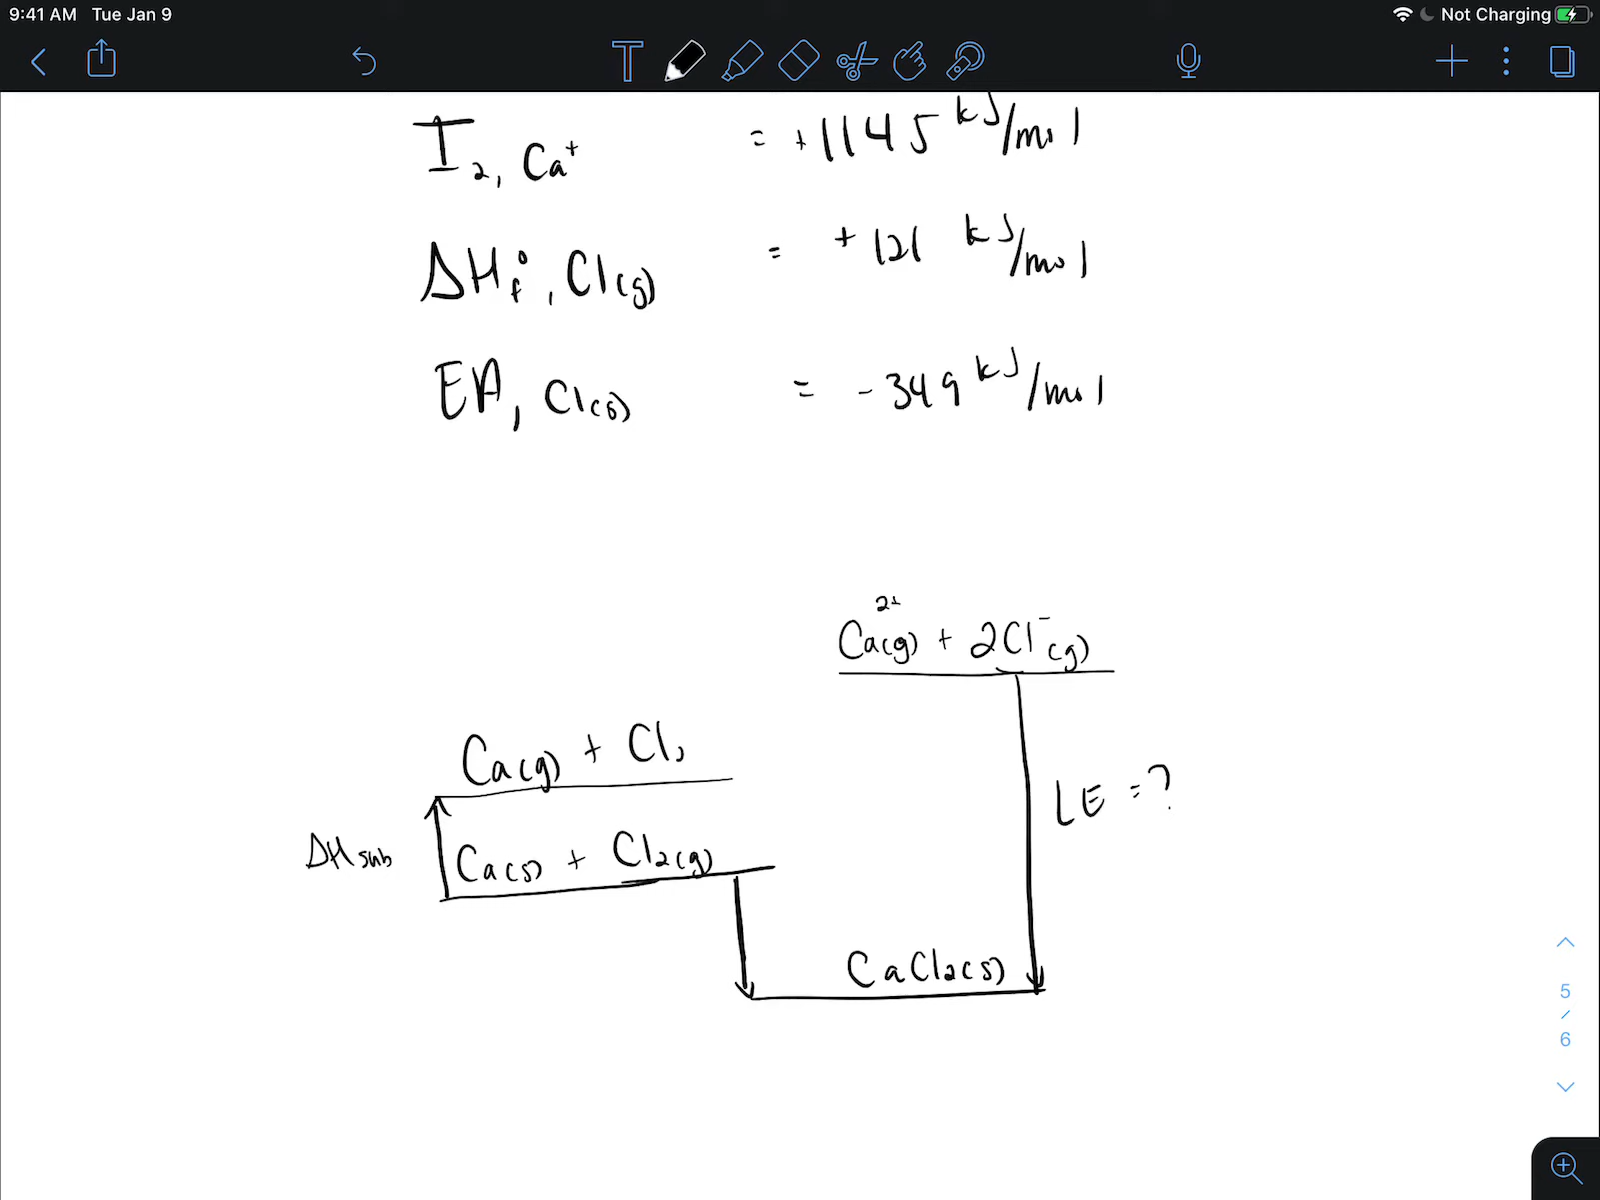 9:41 AM Tue Jan 9
Not Charging
T
I₂, Ca⁺ = +1145 kJ/mol
ΔH°f, Cl(g) = +121 kJ/mol
EA, Cl(g) = -349 kJ/mol
Ca²⁺(g) + 2Cl⁻(g)
Ca(g) + Cl₂
LE = ?
ΔHsub
Ca(s) + Cl₂(g)
CaCl₂(s)
5
/
6